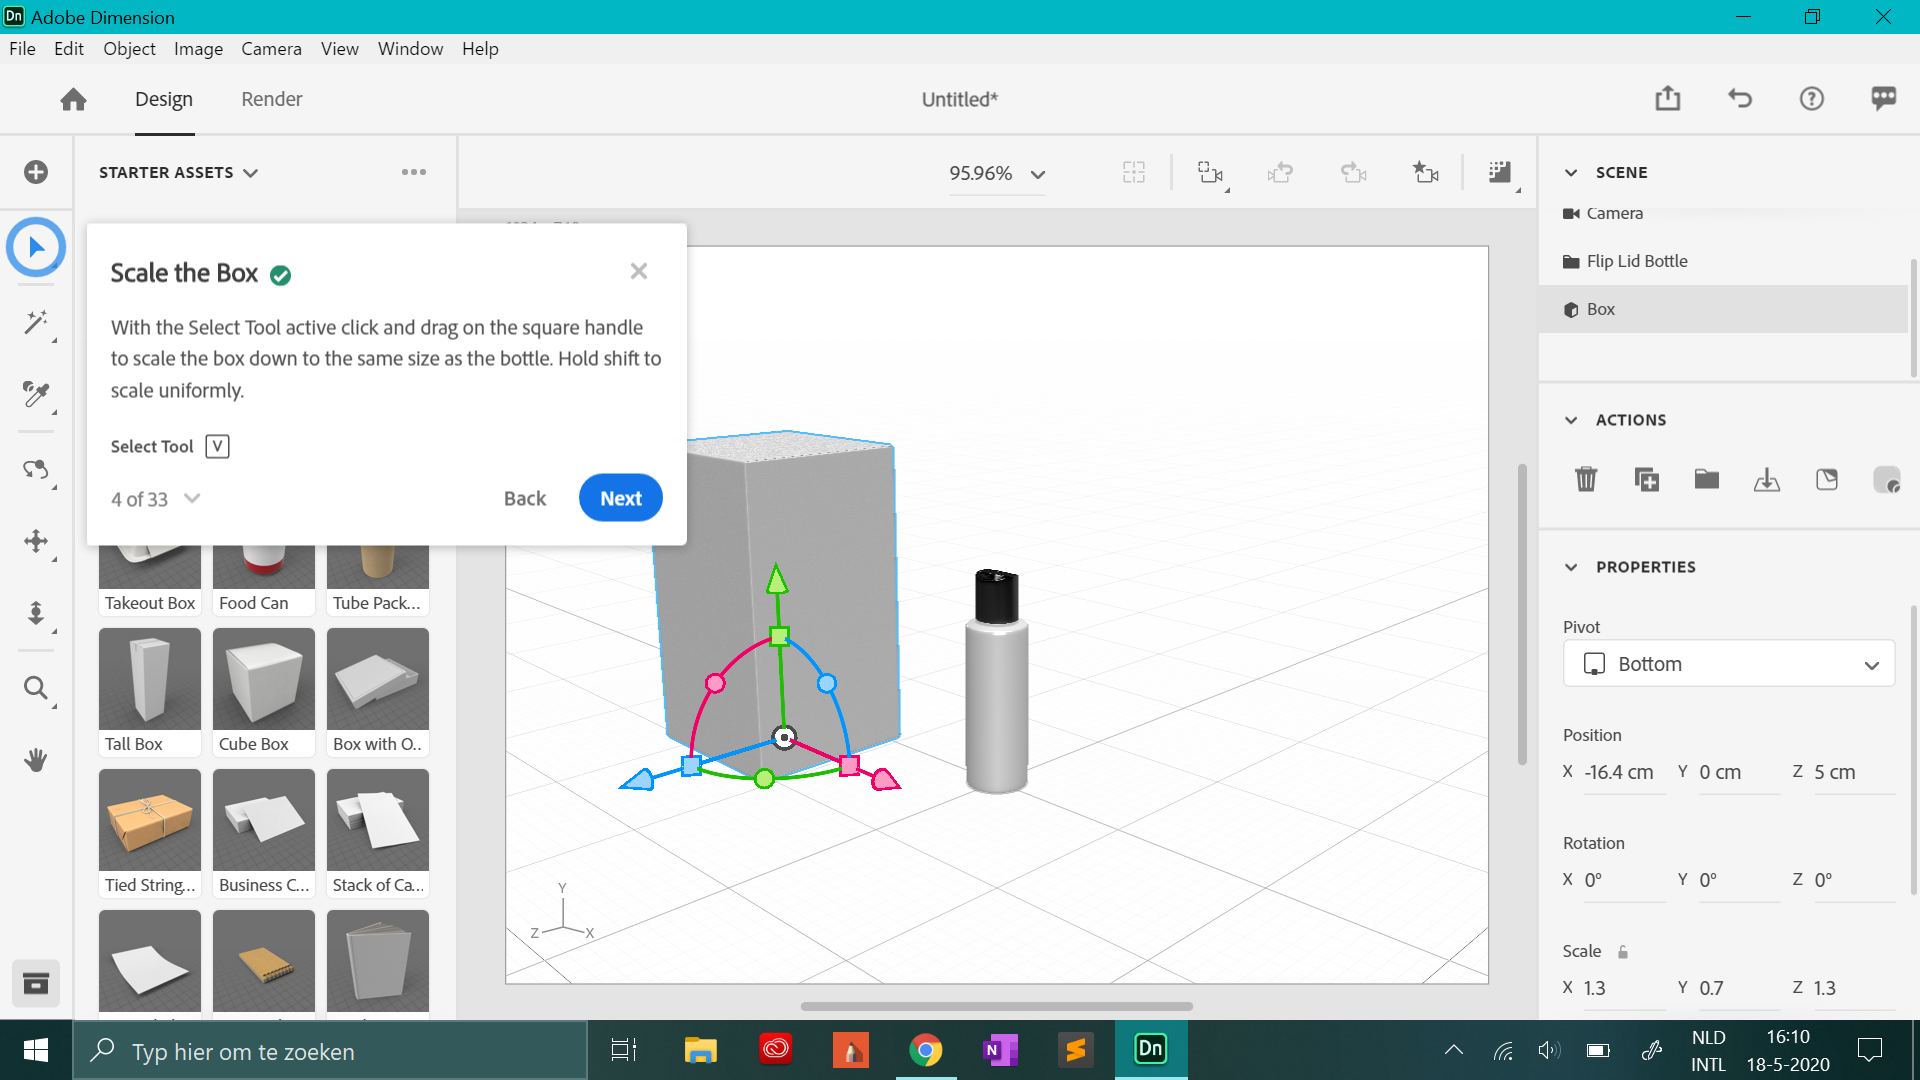 Dn Adobe Dimension
File Edit Object Image Camera View Window Help
Design Render Untitled*
STARTER ASSETS
95.96%
Scale the Box
With the Select Tool active click and drag on the square handle
to scale the box down to the same size as the bottle. Hold shift to
scale uniformly.
Select Tool V
4 of 33
Back Next
Takeout Box Food Can Tube Pack...
Tall Box Cube Box Box with O..
Tied String... Business C... Stack of Ca...
Y
Z X
SCENE
Camera
Flip Lid Bottle
Box
ACTIONS
PROPERTIES
Pivot
Bottom
Position
X -16.4 cm Y 0 cm Z 5 cm
Rotation
X 0° Y 0° Z 0°
Scale
X 1.3 Y 0.7 Z 1.3
Typ hier om te zoeken
N
Dn
NLD
INTL
16:10
18-5-2020